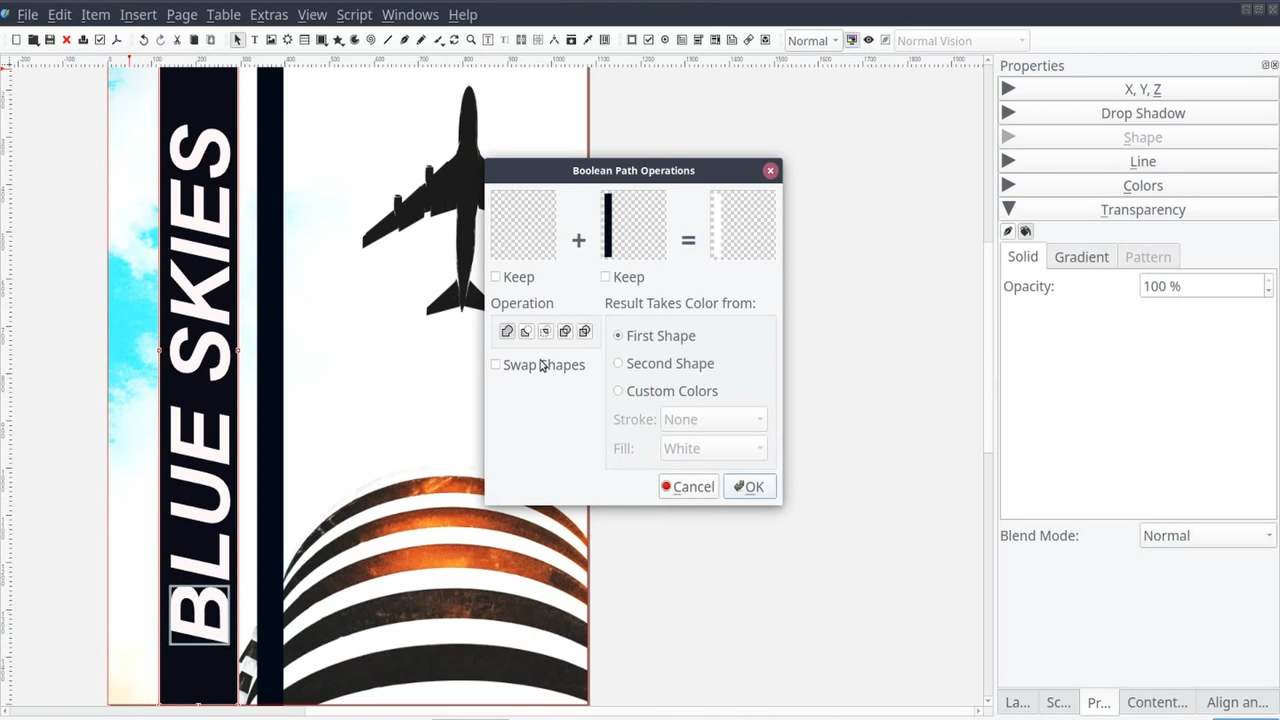 File Edit Item Insert Page Table Extras View Script Windows Help
Normal
Normal Vision
BLUE SKIES
Boolean Path Operations
+
=
Keep
Keep
Operation
Result Takes Color from:
First Shape
Swap Shapes
Second Shape
Custom Colors
Stroke: None
Fill: White
Cancel
OK
Properties
X, Y, Z
Drop Shadow
Shape
Line
Colors
Transparency
Solid Gradient Pattern
Opacity: 100 %
Blend Mode: Normal
La... Sc... Pr... Content... Align an...